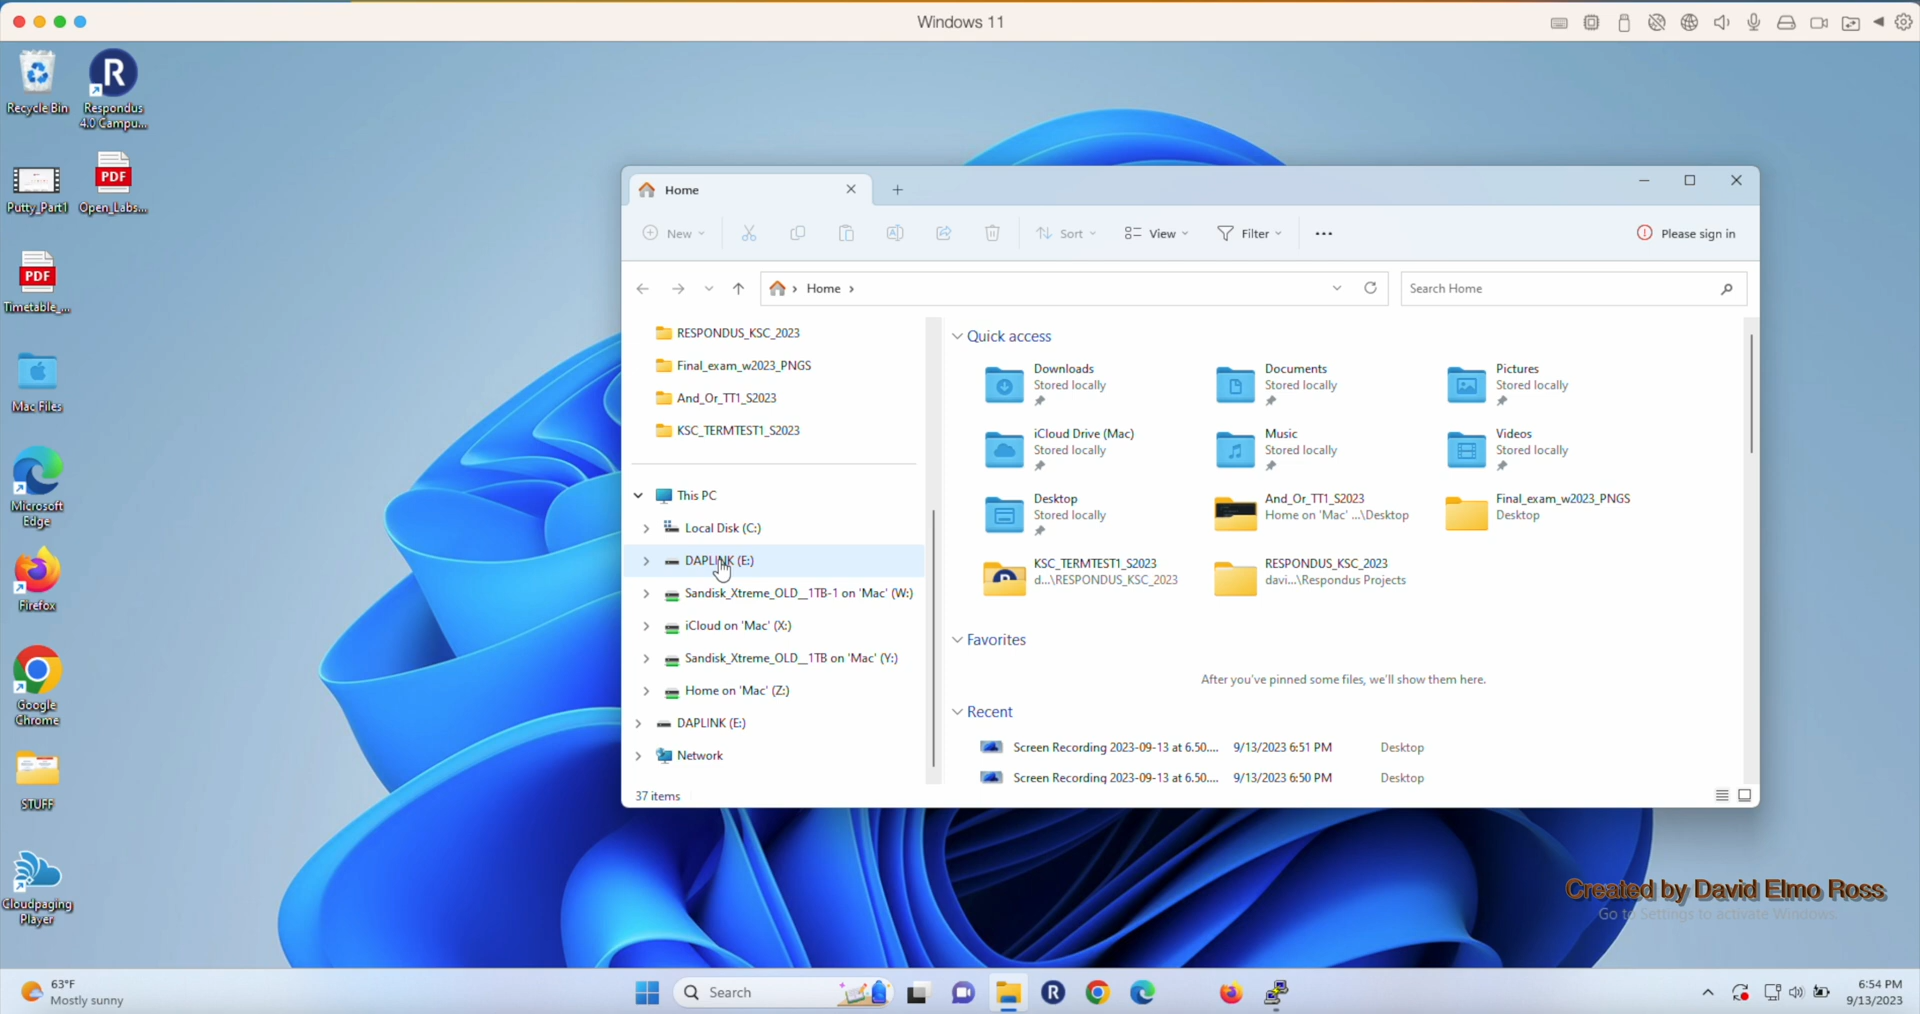 Windows 11
Recycle Bin
Respondus
4.0 Campu...
Putty_Part1
Open_Labs...
Timetable_...
Mac Files
Microsoft
Edge
Firefox
Google
Chrome
STUFF
Cloudpaging
Player
Home
New
Sort
View
Filter
Please sign in
Home
Search Home
RESPONDUS_KSC_2023
Final_exam_w2023_PNGS
And_Or_TT1_S2023
KSC_TERMTEST1_S2023
This PC
Local Disk (C:)
DAPLINK (E:)
Sandisk_Xtreme_OLD__1TB-1 on 'Mac' (W:)
iCloud on 'Mac' (X:)
Sandisk_Xtreme_OLD__1TB on 'Mac' (Y:)
Home on 'Mac' (Z:)
DAPLINK (E:)
Network
37 items
Quick access
Downloads
Stored locally
Documents
Stored locally
Pictures
Stored locally
iCloud Drive (Mac)
Stored locally
Music
Stored locally
Videos
Stored locally
Desktop
Stored locally
And_Or_TT1_S2023
Home on 'Mac' ...\Desktop
Final_exam_w2023_PNGS
Desktop
KSC_TERMTEST1_S2023
d...\RESPONDUS_KSC_2023
RESPONDUS_KSC_2023
davi...\Respondus Projects
Favorites
After you've pinned some files, we'll show them here.
Recent
Screen Recording 2023-09-13 at 6.50.... 9/13/2023 6:51 PM Desktop
Screen Recording 2023-09-13 at 6.50.... 9/13/2023 6:50 PM Desktop
Created by David Elmo Ross
Go to Settings to activate Windows.
63°F
Mostly sunny
Search
6:54 PM
9/13/2023